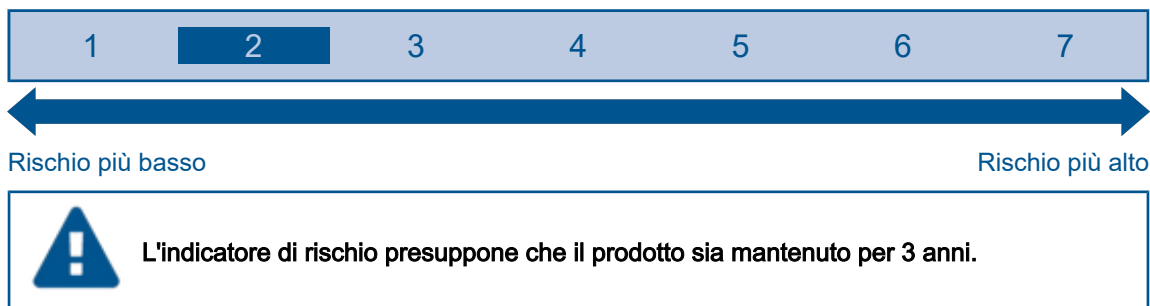 1 2 3 4 5 6 7
Rischio più basso Rischio più alto
L'indicatore di rischio presuppone che il prodotto sia mantenuto per 3 anni.